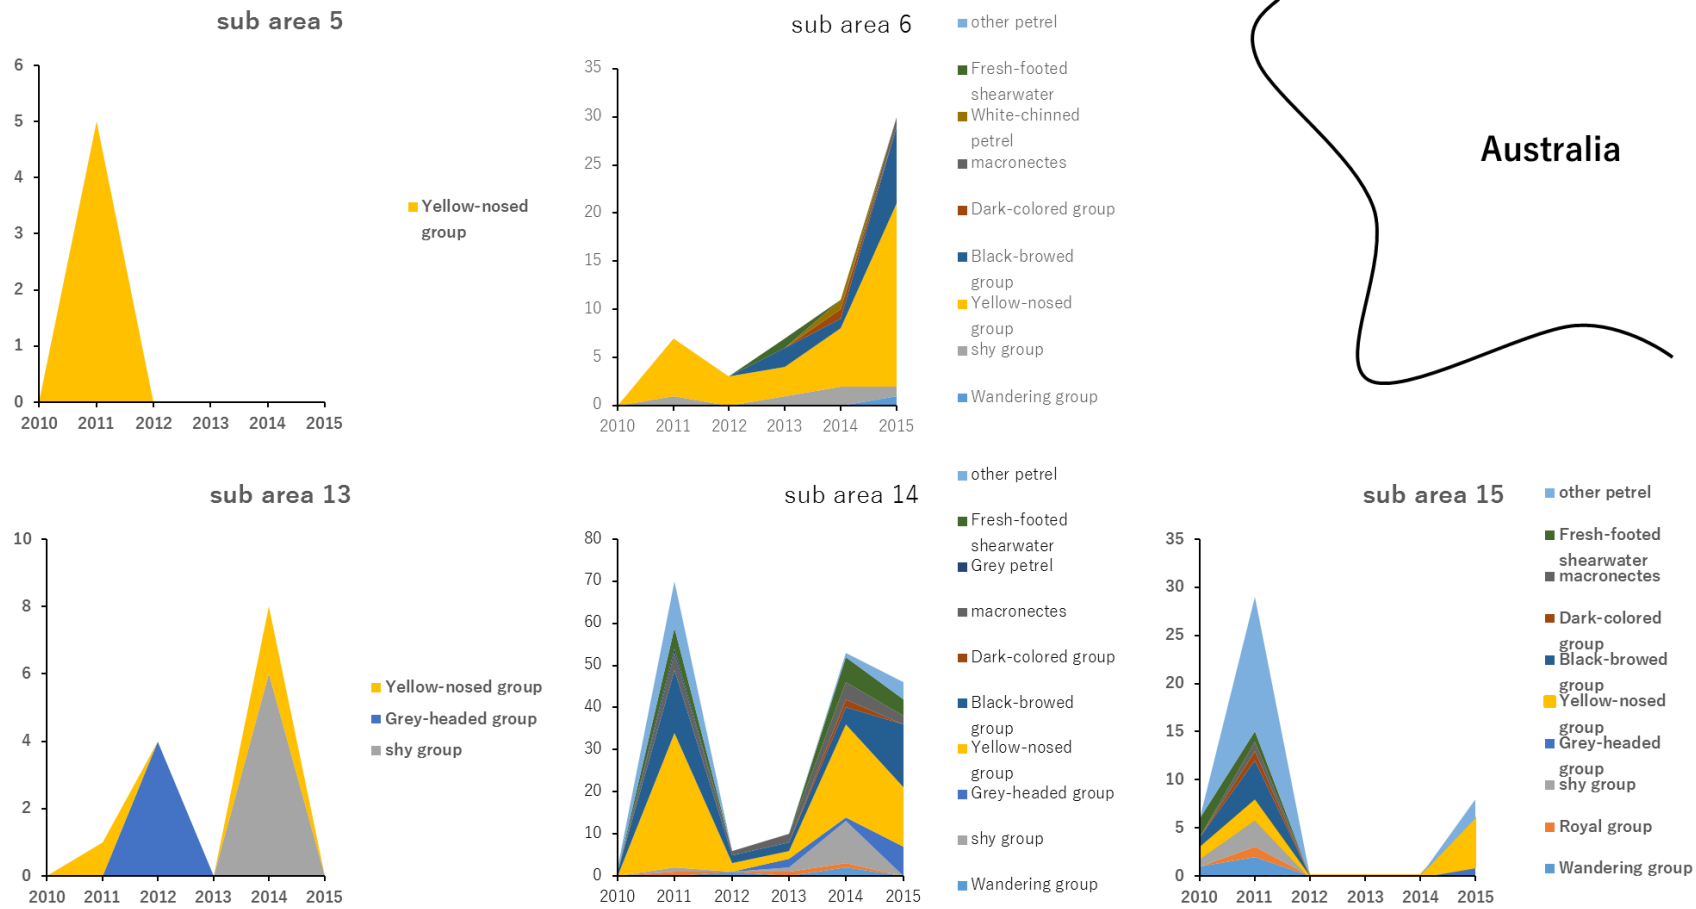 sub area 5
6
5
4
3
2
1
0
2010 2011 2012 2013 2014 2015
Yellow-nosed
group
sub area 6
35
30
25
20
15
10
5
0
2010 2011 2012 2013 2014 2015
other petrel
Fresh-footed
shearwater
White-chinned
petrel
macronectes
Dark-colored group
Black-browed
group
Yellow-nosed
group
shy group
Wandering group
Australia
sub area 13
10
8
6
4
2
0
2010 2011 2012 2013 2014 2015
Yellow-nosed group
Grey-headed group
shy group
sub area 14
80
70
60
50
40
30
20
10
0
2010 2011 2012 2013 2014 2015
other petrel
Fresh-footed
shearwater
Grey petrel
macronectes
Dark-colored group
Black-browed
group
Yellow-nosed
group
Grey-headed group
shy group
Wandering group
sub area 15
35
30
25
20
15
10
5
0
2010 2011 2012 2013 2014 2015
other petrel
Fresh-footed
shearwater
macronectes
Dark-colored
group
Black-browed
group
Yellow-nosed
group
Grey-headed
group
shy group
Royal group
Wandering group